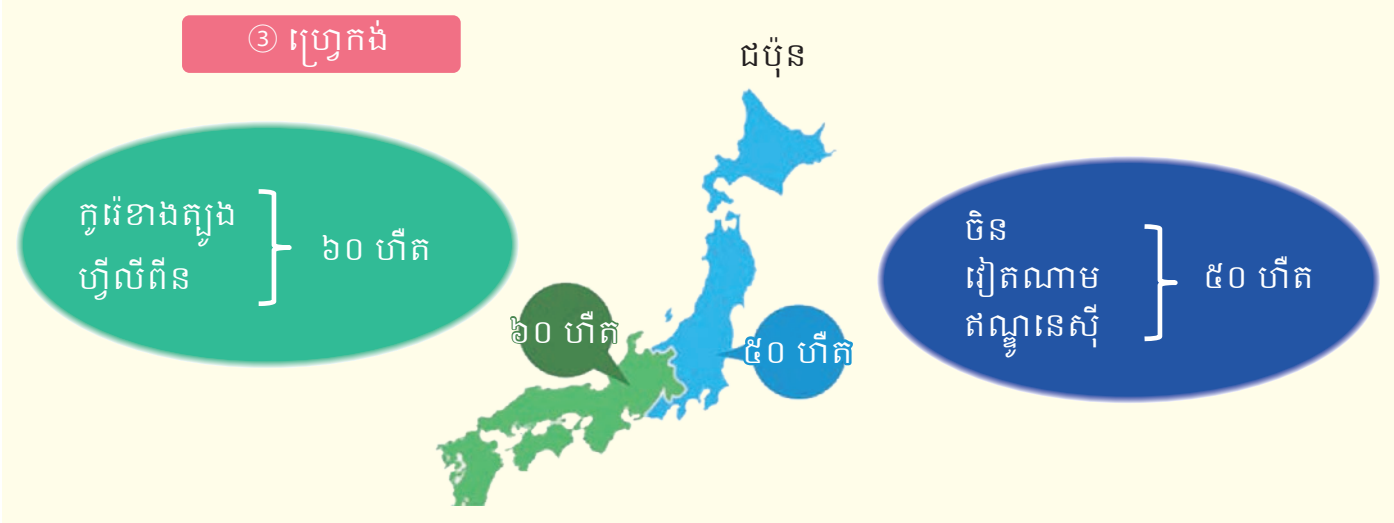 ③ ហ្វ្រេកង់
ជប៉ុន
កូរ៉េខាងត្បូង
ហ្វីលីពីន
៦០ ហឺត
ចិន
វៀតណាម
ឥណ្ឌូនេស៊ី
៥០ ហឺត
៦០ ហឺត
៥០ ហឺត